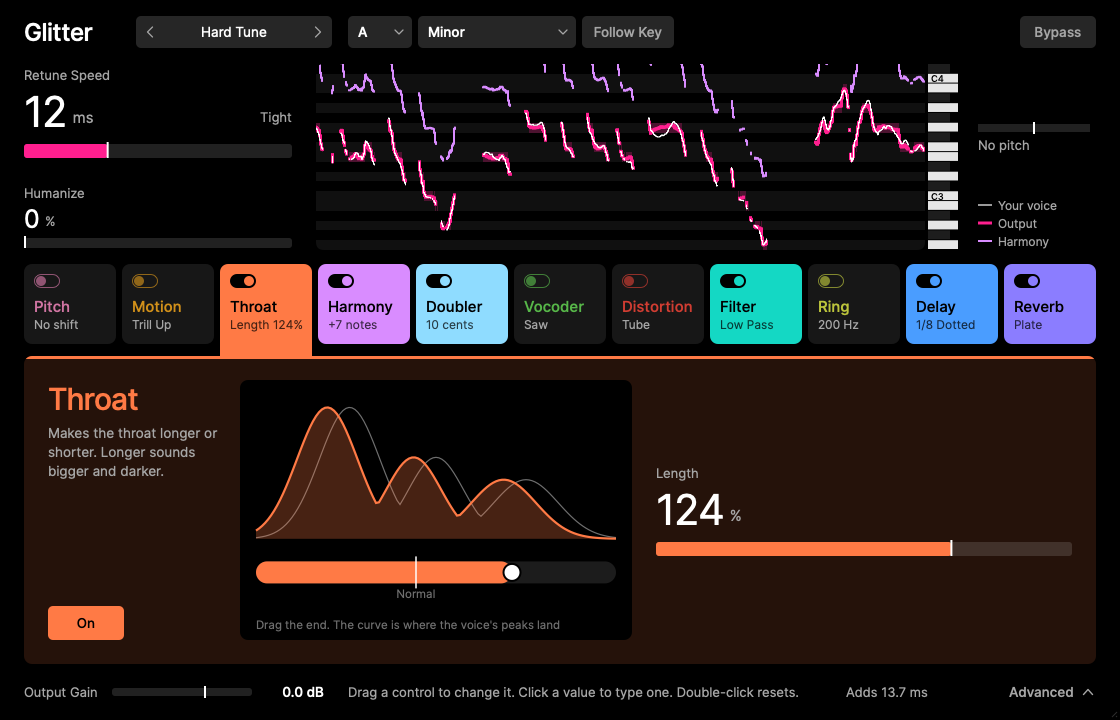 Glitter
Hard Tune
A
Minor
Follow Key
Bypass
Retune Speed
12 ms
Tight
Humanize
0 %
C4
C3
No pitch
Your voice
Output
Harmony
Pitch
No shift
Motion
Trill Up
Throat
Length 124%
Harmony
+7 notes
Doubler
10 cents
Vocoder
Saw
Distortion
Tube
Filter
Low Pass
Ring
200 Hz
Delay
1/8 Dotted
Reverb
Plate
Throat
Makes the throat longer or
shorter. Longer sounds
bigger and darker.
On
Normal
Drag the end. The curve is where the voice's peaks land
Length
124 %
Output Gain
0.0 dB
Drag a control to change it. Click a value to type one. Double-click resets.
Adds 13.7 ms
Advanced